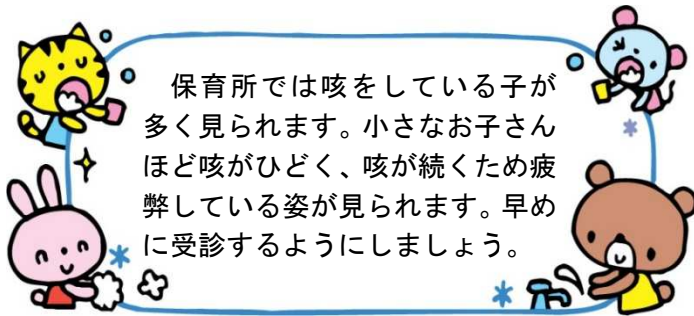 保育所では咳をしている子が
多く見られます。小さなお子さん
ほど咳がひどく、咳が続くため疲
弊している姿が見られます。早め
に受診するようにしましょう。